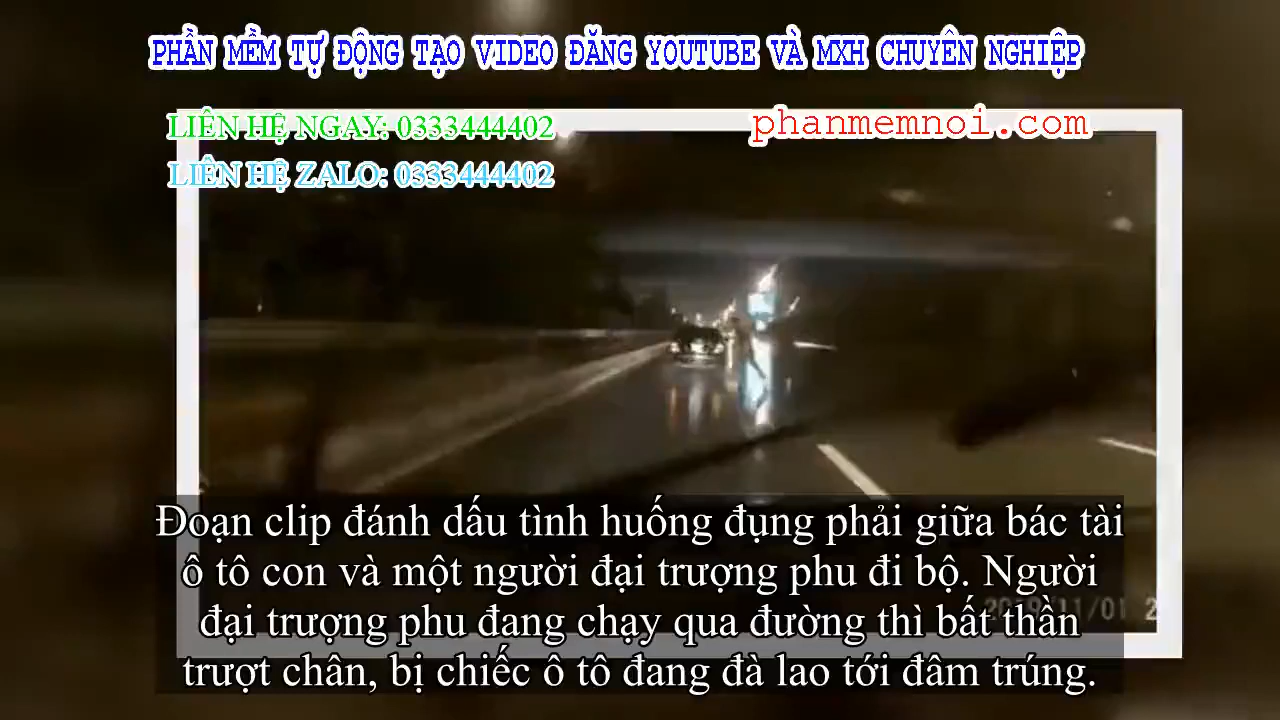 PHẦN MỀM TỰ ĐỘNG TẠO VIDEO ĐĂNG YOUTUBE VÀ MXH CHUYÊN NGHIỆP
LIÊN HỆ NGAY: 0333444402
phanmemnoi.com
LIÊN HỆ ZALO: 0333444402
Đoạn clip đánh dấu tình huống đụng phải giữa bác tài
ô tô con và một người đại trượng phu đi bộ. Người
đại trượng phu đang chạy qua đường thì bất thần
trượt chân, bị chiếc ô tô đang đà lao tới đâm trúng.